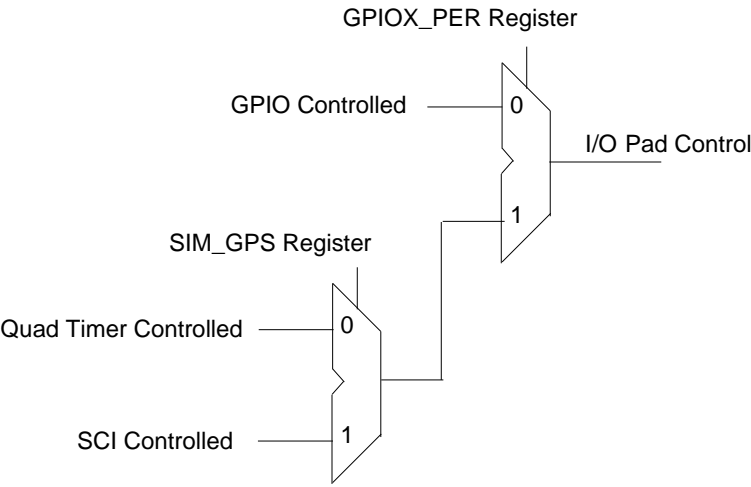 GPIOX_PER Register
GPIO Controlled
0
I/O Pad Control
1
SIM_GPS Register
Quad Timer Controlled
0
SCI Controlled
1